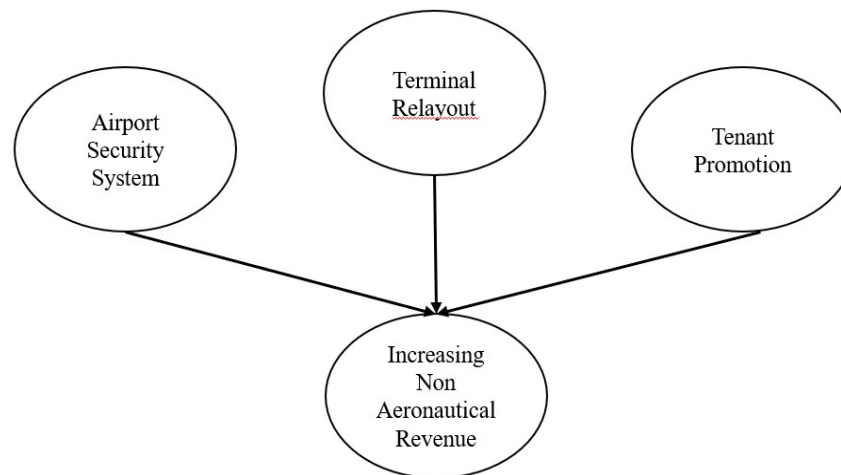 Airport
Security
System
Terminal
Relayout
Tenant
Promotion
Increasing
Non
Aeronautical
Revenue